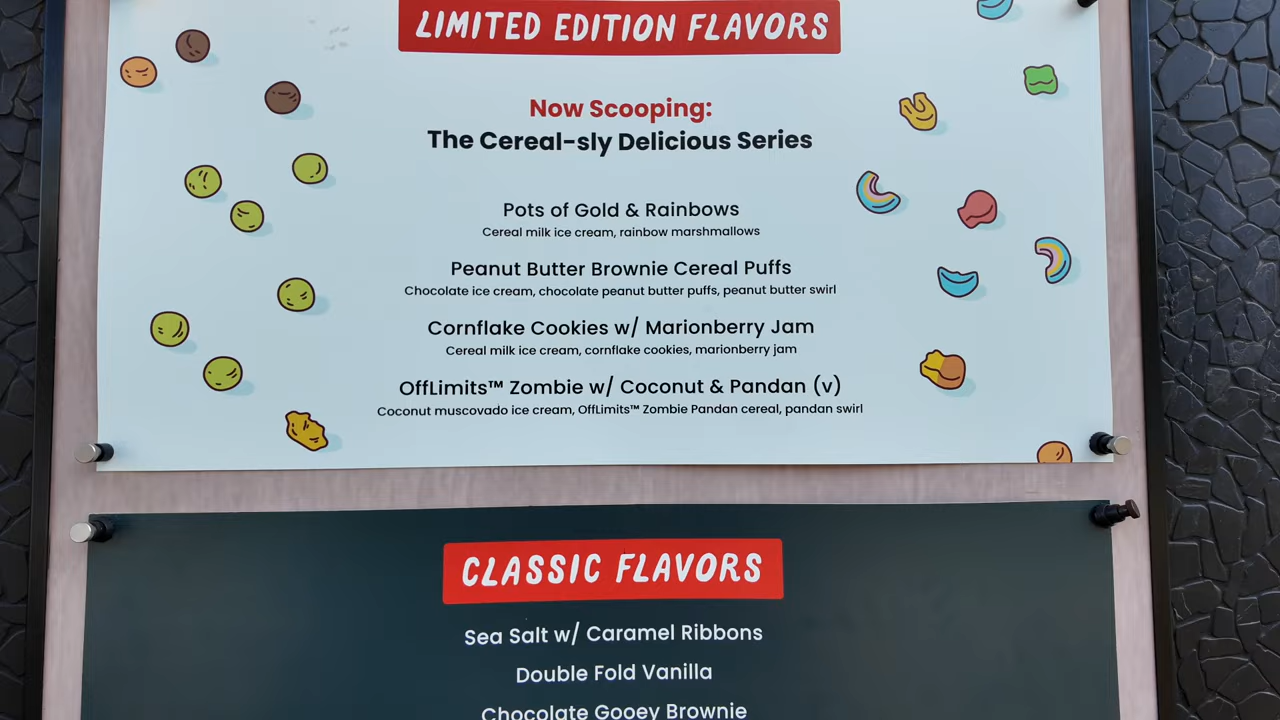 LIMITED EDITION FLAVORS
Now Scooping:
The Cereal-sly Delicious Series
Pots of Gold & Rainbows
Cereal milk ice cream, rainbow marshmallows
Peanut Butter Brownie Cereal Puffs
Chocolate ice cream, chocolate peanut butter puffs, peanut butter swirl
Cornflake Cookies w/ Marionberry Jam
Cereal milk ice cream, cornflake cookies, marionberry jam
OffLimits™ Zombie w/ Coconut & Pandan (v)
Coconut muscovado ice cream, OffLimits™ Zombie Pandan cereal, pandan swirl
CLASSIC FLAVORS
Sea Salt w/ Caramel Ribbons
Double Fold Vanilla
Chocolate Gooey Brownie